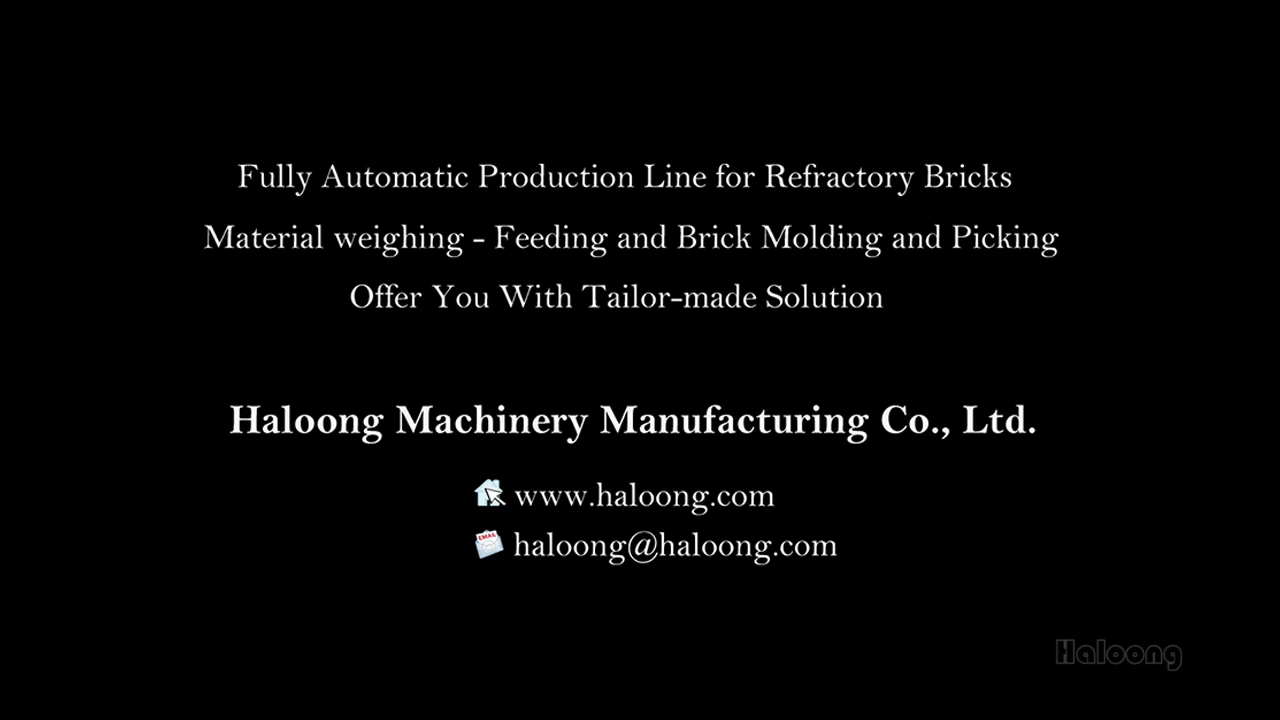 Fully Automatic Production Line for Refractory Bricks
Material weighing - Feeding and Brick Molding and Picking
Offer You With Tailor-made Solution
Haloong Machinery Manufacturing Co., Ltd.
www.haloong.com
EMAIL
haloong@haloong.com
Haloong